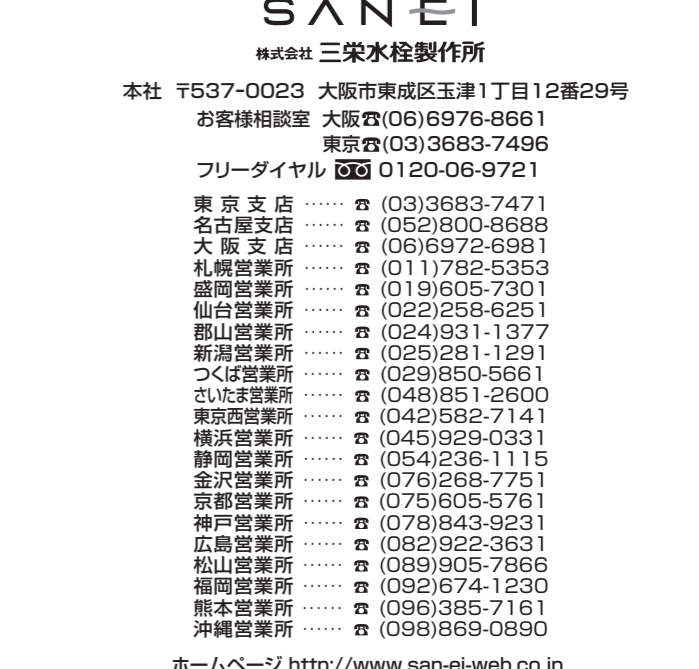 SANEI
株式会社 三栄水栓製作所
本社 〒537-0023 大阪市東成区玉津1丁目12番29号
お客様相談室 大阪☎(06)6976-8661
東京☎(03)3683-7496
フリーダイヤル 0120-06-9721
東京支店 …… ☎ (03)3683-7471
名古屋支店 …… ☎ (052)800-8688
大阪支店 …… ☎ (06)6972-6981
札幌営業所 …… ☎ (011)782-5353
盛岡営業所 …… ☎ (019)605-7301
仙台営業所 …… ☎ (022)258-6251
郡山営業所 …… ☎ (024)931-1377
新潟営業所 …… ☎ (025)281-1291
つくば営業所 …… ☎ (029)850-5661
さいたま営業所 …… ☎ (048)851-2600
東京西営業所 …… ☎ (042)582-7141
横浜営業所 …… ☎ (045)929-0331
静岡営業所 …… ☎ (054)236-1115
金沢営業所 …… ☎ (076)268-7751
京都営業所 …… ☎ (075)605-5761
神戸営業所 …… ☎ (078)843-9231
広島営業所 …… ☎ (082)922-3631
松山営業所 …… ☎ (089)905-7866
福岡営業所 …… ☎ (092)674-1230
熊本営業所 …… ☎ (096)385-7161
沖縄営業所 …… ☎ (098)869-0890
ホームページ http://www.san-ei-web.co.jp